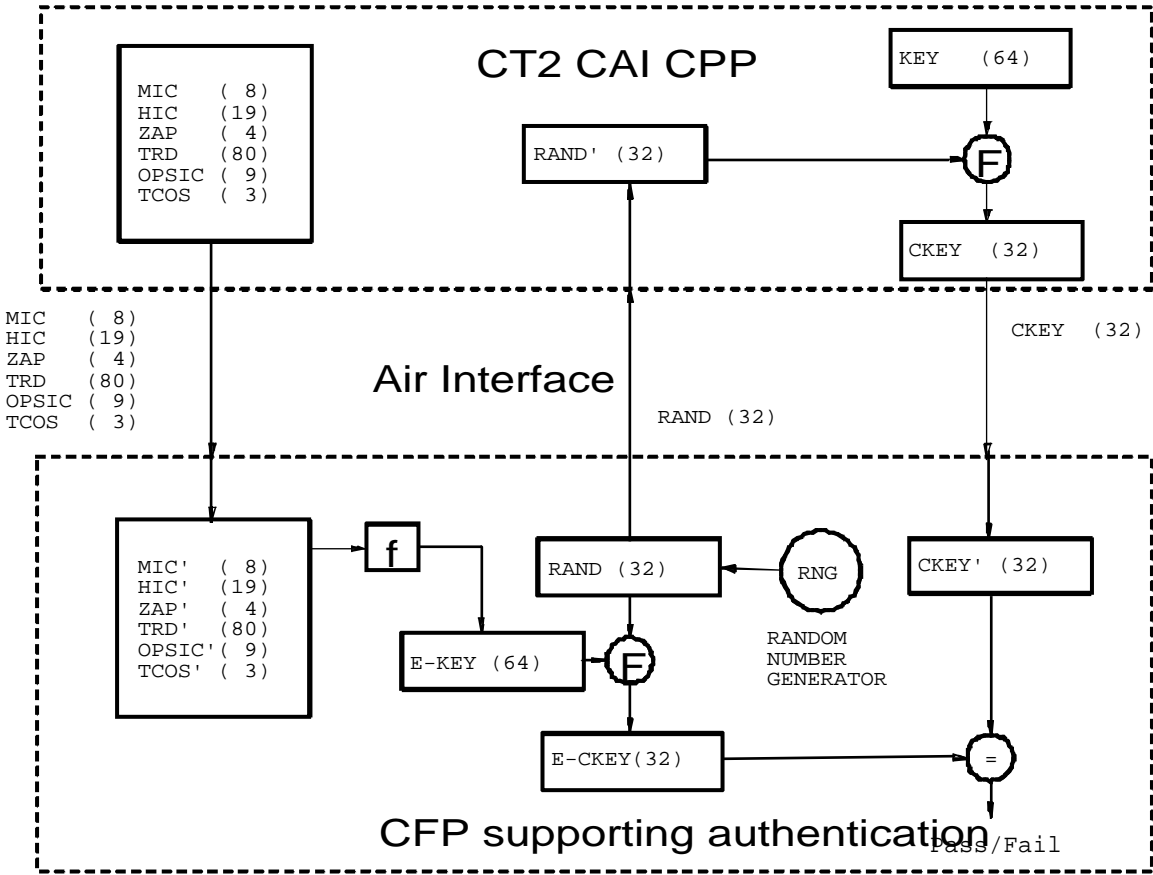 CT2 CAI CPP
MIC ( 8)
HIC (19)
ZAP ( 4)
TRD (80)
OPSIC ( 9)
TCOS ( 3)
KEY (64)
RAND' (32)
F
CKEY (32)
MIC ( 8)
HIC (19)
ZAP ( 4)
TRD (80)
OPSIC ( 9)
TCOS ( 3)
Air Interface
RAND (32)
CKEY (32)
MIC' ( 8)
HIC' (19)
ZAP' ( 4)
TRD' (80)
OPSIC'( 9)
TCOS' ( 3)
f
RAND (32)
RNG
CKEY' (32)
RANDOM
NUMBER
GENERATOR
E-KEY (64)
F
E-CKEY(32)
=
CFP supporting authentication
Pass/Fail